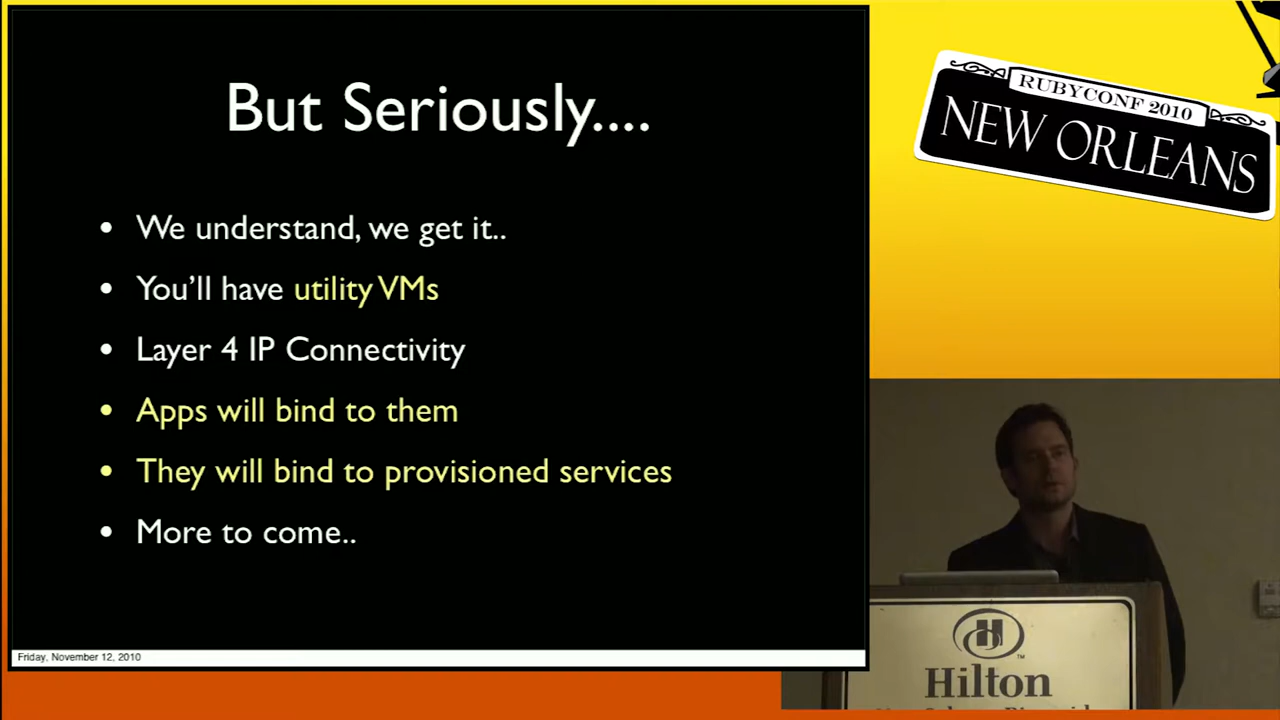 But Seriously....
• We understand, we get it..
• You'll have utility VMs
• Layer 4 IP Connectivity
• Apps will bind to them
• They will bind to provisioned services
• More to come..
Friday, November 12, 2010
RUBYCONF 2010
NEW ORLEANS
Hilton